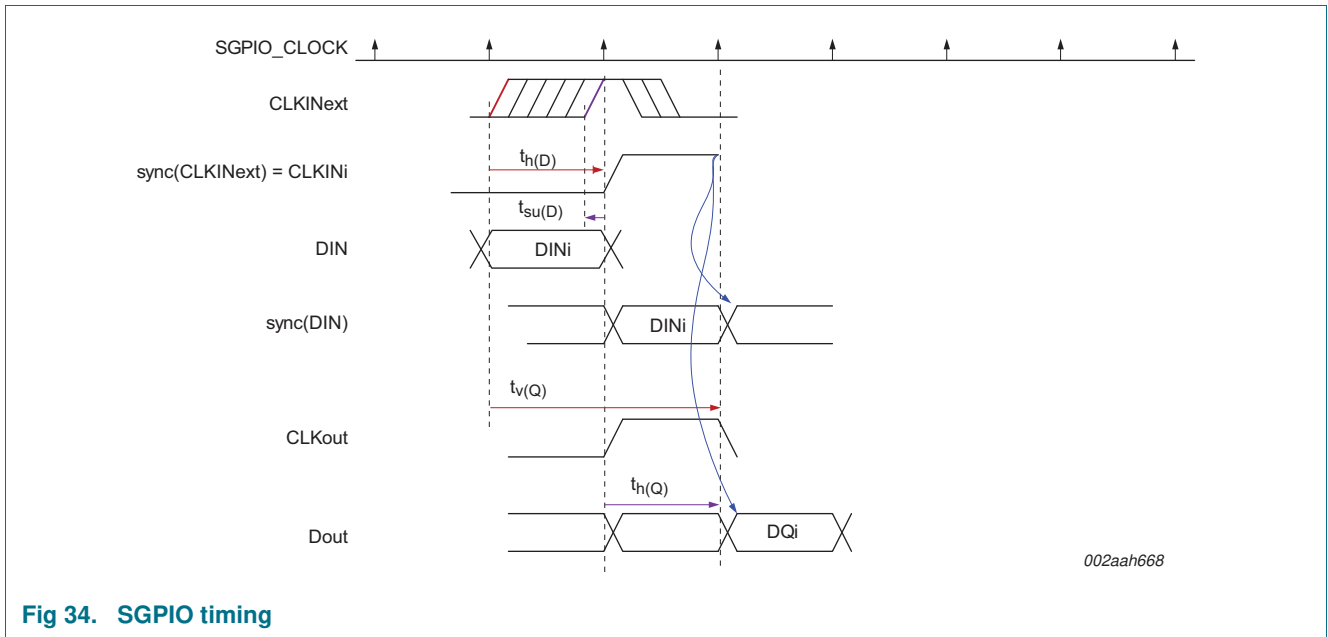 SGPIO_CLOCK
CLKINext
th(D)
sync(CLKINext) = CLKINi
tsu(D)
DIN
DINi
sync(DIN)
DINi
tv(Q)
CLKout
th(Q)
Dout
DQi
002aah668
Fig 34. SGPIO timing